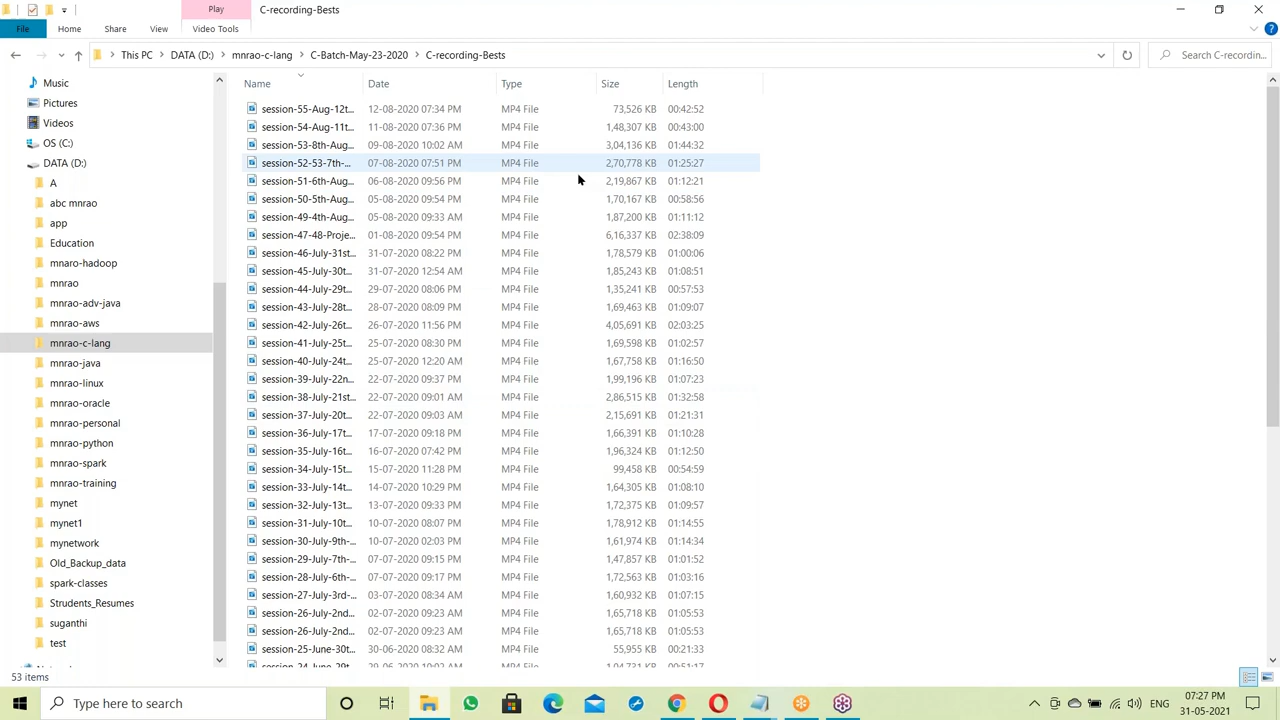 Play
C-recording-Bests
File Home Share View Video Tools
This PC DATA (D:) mnrao-c-lang C-Batch-May-23-2020 C-recording-Bests
Search C-recordin...
Music
Pictures
Videos
OS (C:)
DATA (D:)
A
abc mnrao
app
Education
mnaro-hadoop
mnrao
mnrao-adv-java
mnrao-aws
mnrao-c-lang
mnrao-java
mnrao-linux
mnrao-oracle
mnrao-personal
mnrao-python
mnrao-spark
mnrao-training
mynet
mynet1
mynetwork
Old_Backup_data
spark-classes
Strudents_Resumes
suganthi
test
Name Date Type Size Length
session-55-Aug-12t... 12-08-2020 07:34 PM MP4 File 73,526 KB 00:42:52
session-54-Aug-11t... 11-08-2020 07:36 PM MP4 File 1,48,307 KB 00:43:00
session-53-8th-Aug... 09-08-2020 10:02 AM MP4 File 3,04,136 KB 01:44:32
session-52-53-7th-... 07-08-2020 07:51 PM MP4 File 2,70,778 KB 01:25:27
session-51-6th-Aug... 06-08-2020 09:56 PM MP4 File 2,19,867 KB 01:12:21
session-50-5th-Aug... 05-08-2020 09:54 PM MP4 File 1,70,167 KB 00:58:56
session-49-4th-Aug... 05-08-2020 09:33 AM MP4 File 1,87,200 KB 01:11:12
session-47-48-Proje... 01-08-2020 09:54 PM MP4 File 6,16,337 KB 02:38:09
session-46-July-31st... 31-07-2020 08:22 PM MP4 File 1,78,579 KB 01:00:06
session-45-July-30t... 31-07-2020 12:54 AM MP4 File 1,85,243 KB 01:08:51
session-44-July-29t... 29-07-2020 08:06 PM MP4 File 1,35,241 KB 00:57:53
session-43-July-28t... 28-07-2020 08:09 PM MP4 File 1,69,463 KB 01:09:07
session-42-July-26t... 26-07-2020 11:56 PM MP4 File 4,05,691 KB 02:03:25
session-41-July-25t... 25-07-2020 08:30 PM MP4 File 1,69,598 KB 01:02:57
session-40-July-24t... 25-07-2020 12:20 AM MP4 File 1,67,758 KB 01:16:50
session-39-July-22n... 22-07-2020 09:37 PM MP4 File 1,99,196 KB 01:07:23
session-38-July-21st... 22-07-2020 09:01 AM MP4 File 2,86,515 KB 01:32:58
session-37-July-20t... 22-07-2020 09:03 AM MP4 File 2,15,691 KB 01:21:31
session-36-July-17t... 17-07-2020 09:18 PM MP4 File 1,66,391 KB 01:10:28
session-35-July-16t... 16-07-2020 07:42 PM MP4 File 1,96,324 KB 01:12:50
session-34-July-15t... 15-07-2020 11:28 PM MP4 File 99,458 KB 00:54:59
session-33-July-14t... 14-07-2020 10:29 PM MP4 File 1,64,305 KB 01:08:10
session-32-July-13t... 13-07-2020 09:33 PM MP4 File 1,72,375 KB 01:09:57
session-31-July-10t... 10-07-2020 08:07 PM MP4 File 1,78,912 KB 01:14:55
session-30-July-9th-... 10-07-2020 02:03 PM MP4 File 1,61,974 KB 01:14:34
session-29-July-7th-... 07-07-2020 09:15 PM MP4 File 1,47,857 KB 01:01:52
session-28-July-6th-... 07-07-2020 09:17 PM MP4 File 1,72,563 KB 01:03:16
session-27-July-3rd-... 03-07-2020 08:34 AM MP4 File 1,60,932 KB 01:07:15
session-26-July-2nd... 02-07-2020 09:23 AM MP4 File 1,65,718 KB 01:05:53
session-26-July-2nd... 02-07-2020 09:23 AM MP4 File 1,65,718 KB 01:05:53
session-25-June-30t... 30-06-2020 08:32 AM MP4 File 55,955 KB 00:21:33
53 items
Type here to search
07:27 PM
31-05-2021